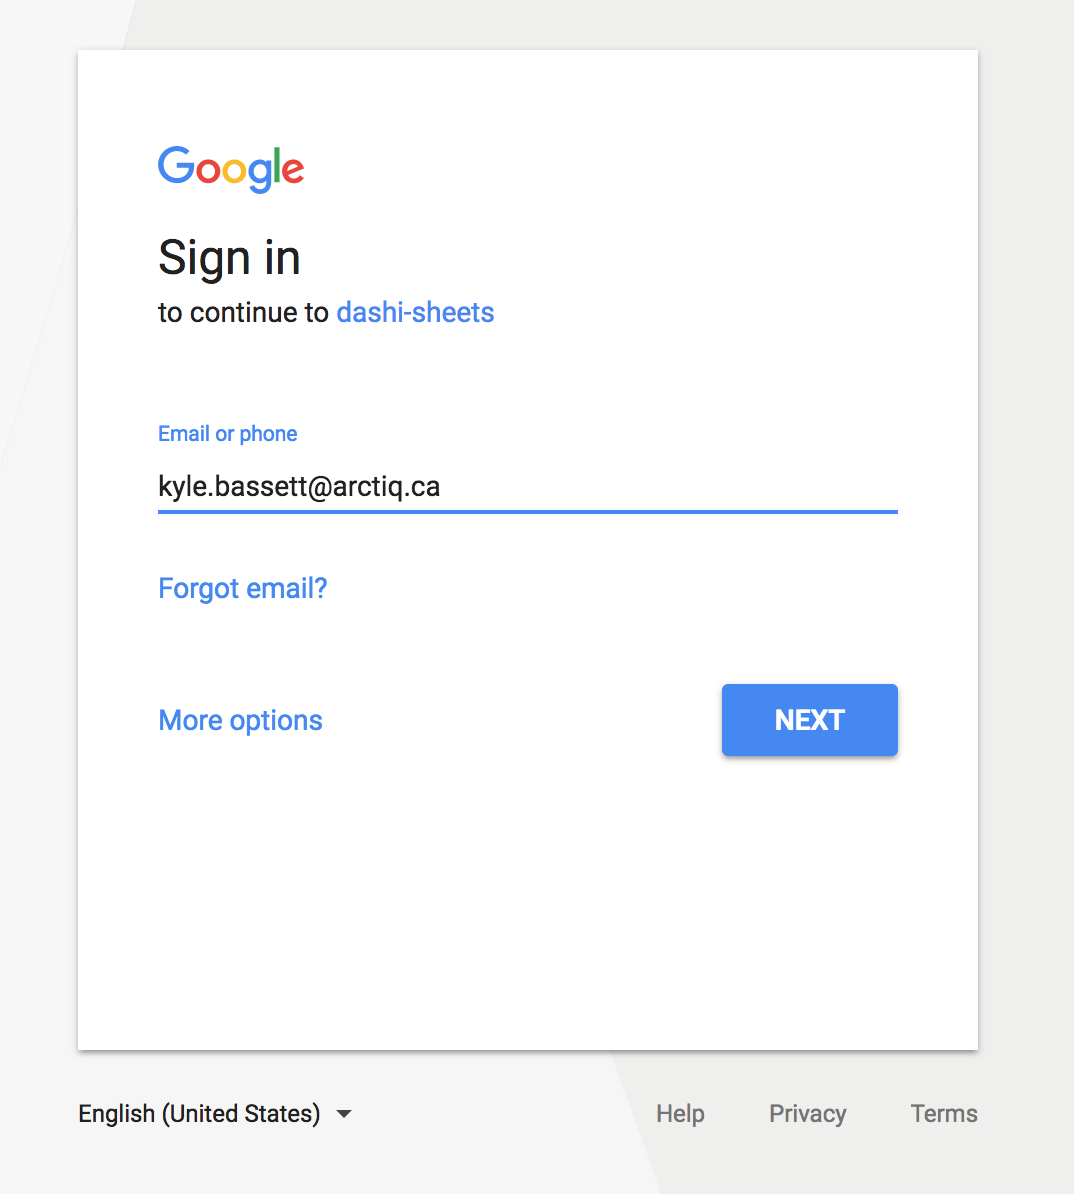 Google
Sign in
to continue to dashi-sheets
Email or phone
kyle.bassett@arctiq.ca
Forgot email?
More options
NEXT
English (United States)
Help
Privacy
Terms